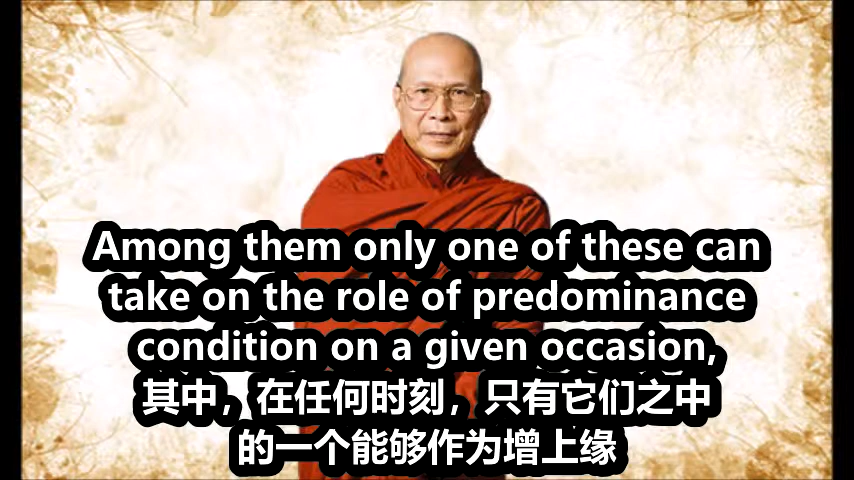 Among them only one of these can
take on the role of predominance
condition on a given occasion,
其中，在任何时刻，只有它们之中
的一个能够作为增上缘